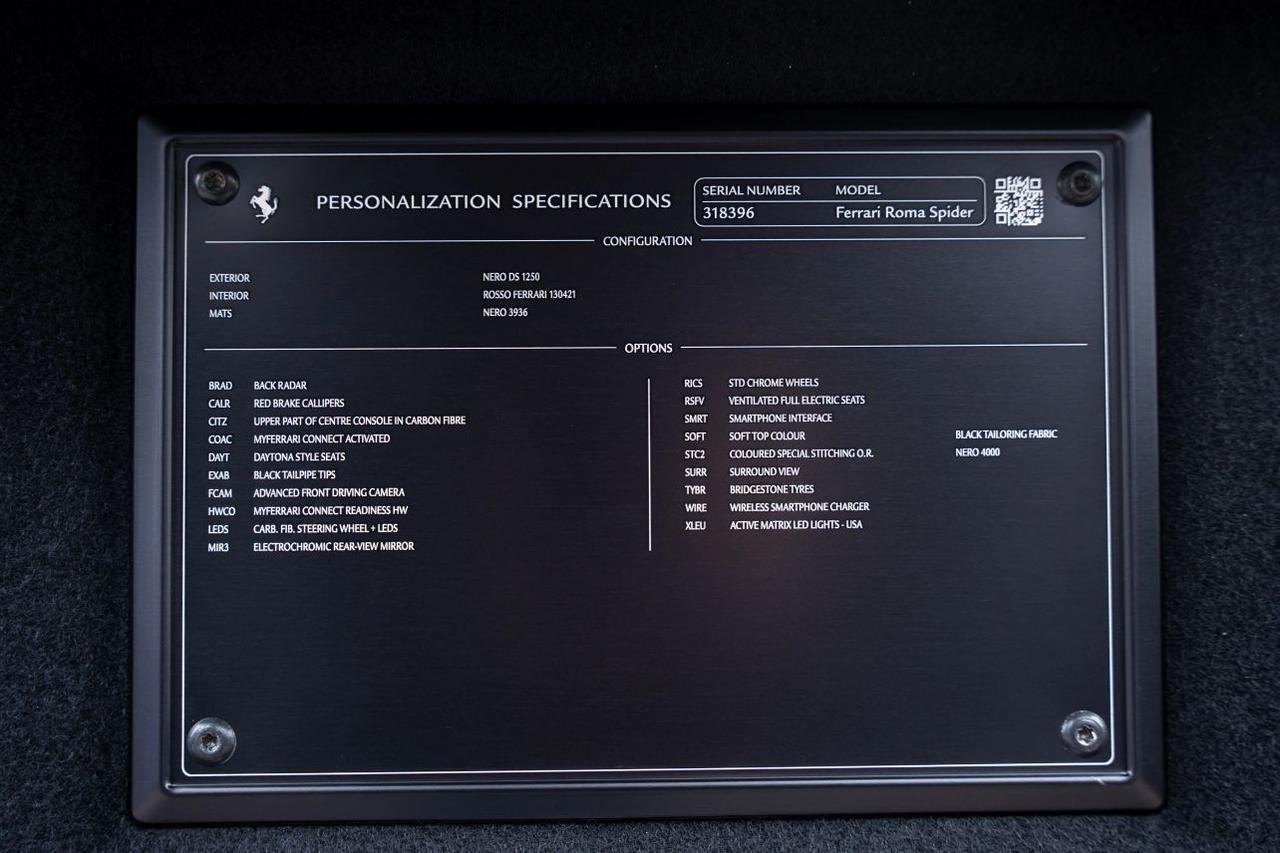 PERSONALIZATION SPECIFICATIONS
SERIAL NUMBER MODEL
318396 Ferrari Roma Spider
CONFIGURATION
EXTERIOR NERO DS 1250
INTERIOR ROSSO FERRARI 130421
MATS NERO 3936
OPTIONS
BRAD BACK RADAR
CALR RED BRAKE CALLIPERS
CITZ UPPER PART OF CENTRE CONSOLE IN CARBON FIBRE
COAC MYFERRARI CONNECT ACTIVATED
DAYT DAYTONA STYLE SEATS
EXAB BLACK TAILPIPE TIPS
FCAM ADVANCED FRONT DRIVING CAMERA
HWCO MYFERRARI CONNECT READINESS HW
LEDS CARB. FIB. STEERING WHEEL + LEDS
MIR3 ELECTROCHROMIC REAR-VIEW MIRROR
RICS STD CHROME WHEELS
RSFV VENTILATED FULL ELECTRIC SEATS
SMRT SMARTPHONE INTERFACE
SOFT SOFT TOP COLOUR BLACK TAILORING FABRIC
STC2 COLOURED SPECIAL STITCHING O.R. NERO 4000
SURR SURROUND VIEW
TYBR BRIDGESTONE TYRES
WIRE WIRELESS SMARTPHONE CHARGER
XLEU ACTIVE MATRIX LED LIGHTS - USA